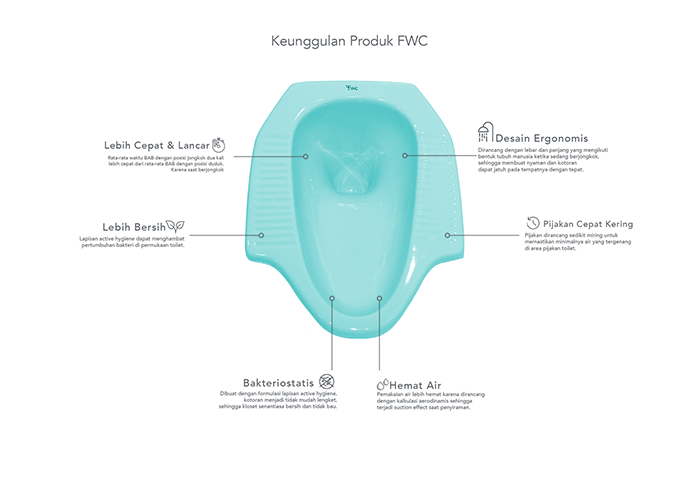 Keunggulan Produk FWC
FWC
Lebih Cepat & Lancar
Rata-rata waktu BAB dengan posisi jongkok dua kali
lebih cepat dari rata-rata BAB dengan posisi duduk.
Karena saat berjongkok
Desain Ergonomis
Dirancang dengan lebar dan panjang yang mengikuti
bentuk tubuh manusia ketika sedang berjongkok,
sehingga membuat nyaman dan kotoran
dapat jatuh pada tempatnya dengan tepat.
Lebih Bersih
Lapisan active hygiene dapat menghambat
pertumbuhan bakteri di permukaan toilet.
Pijakan Cepat Kering
Pijakan dirancang sedikit miring untuk
memastikan minimalnya air yang tergenang
di area pijakan toilet.
Bakteriostatis
Dibuat dengan formulasi lapisan active hygiene,
kotoran menjadi tidak mudah lengket,
sehingga kloset senantiasa bersih dan tidak bau.
Hemat Air
Pemakaian air lebih hemat karena dirancang
dengan kalkulasi aerodinamis sehingga
terjadi suction effect saat penyiraman.